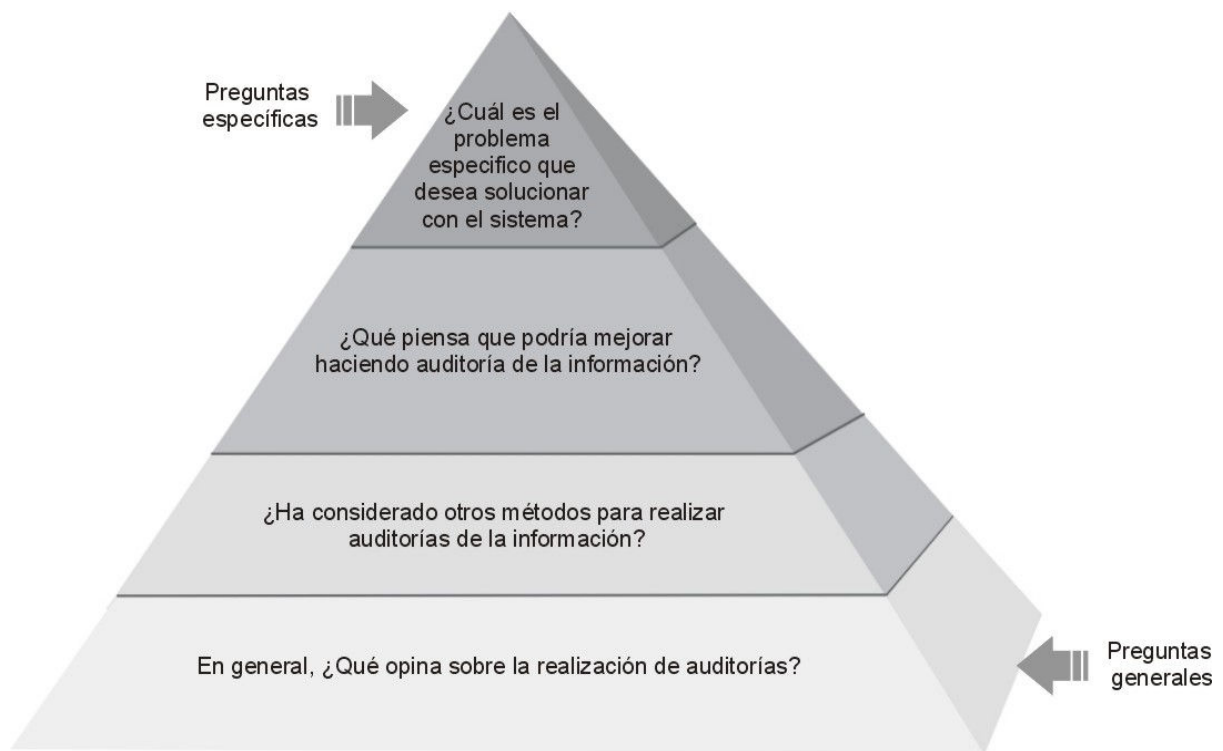 Preguntas
específicas
¿Cuál es el
problema
especifico que
desea solucionar
con el sistema?
¿Qué piensa que podría mejorar
haciendo auditoría de la información?
¿Ha considerado otros métodos para realizar
auditorías de la información?
En general, ¿Qué opina sobre la realización de auditorías?
Preguntas
generales